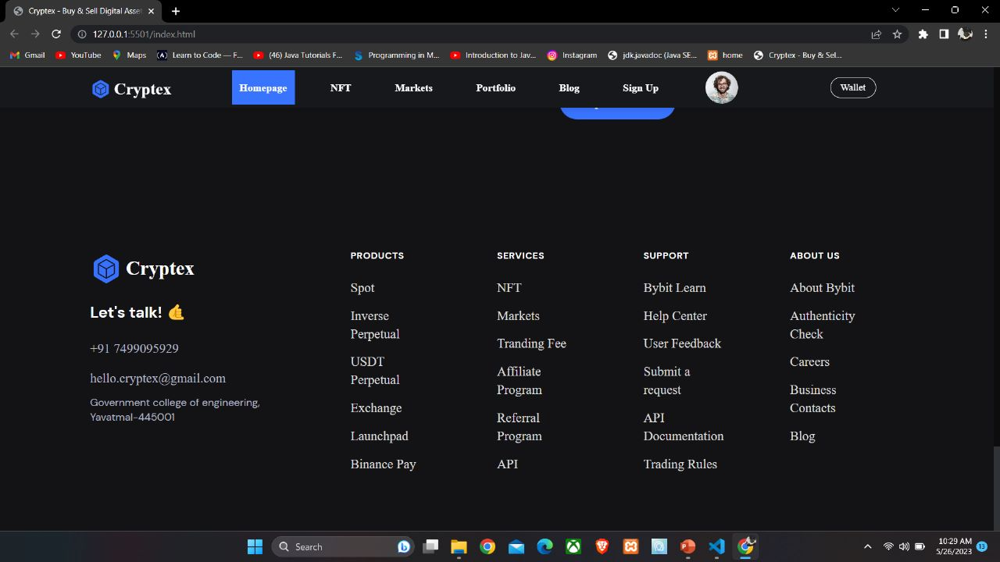 Cryptex - Buy & Sell Digital Asset
127.0.0.1:5501/index.html
Gmail
YouTube
Maps
Learn to Code — F...
(46) Java Tutorials F...
Programming in M...
Introduction to Jav...
Instagram
jdk.javadoc (Java SE...
home
Cryptex - Buy & Sel...
Cryptex
Homepage
NFT
Markets
Portfolio
Blog
Sign Up
Wallet
Cryptex
Let's talk! 🤙
+91 7499095929
hello.cryptex@gmail.com
Government college of engineering,
Yavatmal-445001
PRODUCTS
Spot
Inverse
Perpetual
USDT
Perpetual
Exchange
Launchpad
Binance Pay
SERVICES
NFT
Markets
Tranding Fee
Affiliate
Program
Referral
Program
API
SUPPORT
Bybit Learn
Help Center
User Feedback
Submit a
request
API
Documentation
Trading Rules
ABOUT US
About Bybit
Authenticity
Check
Careers
Business
Contacts
Blog
Search
10:29 AM
5/26/2023
13